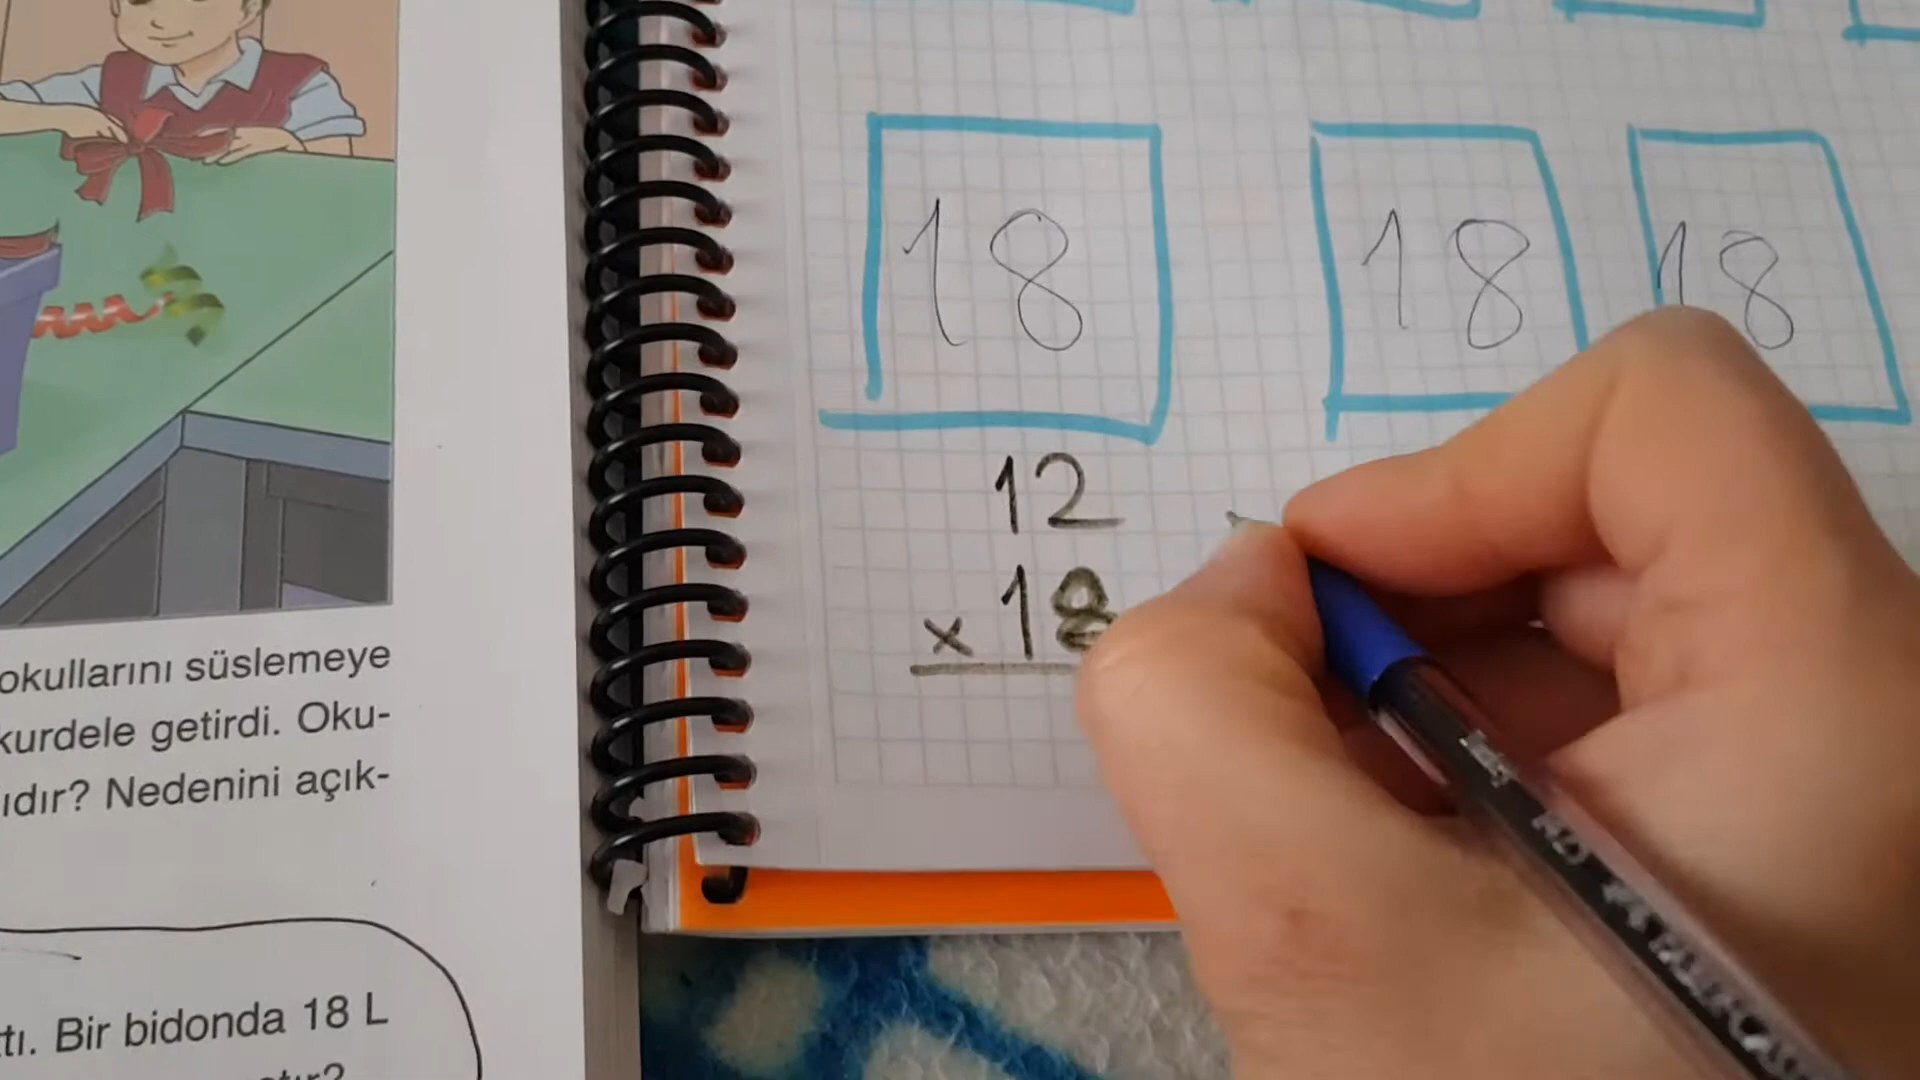 okullarını süslemeye
kurdele getirdi. Oku-
ıdır? Nedenini açık-
tı. Bir bidonda 18 L
18 18 18
12
x 18